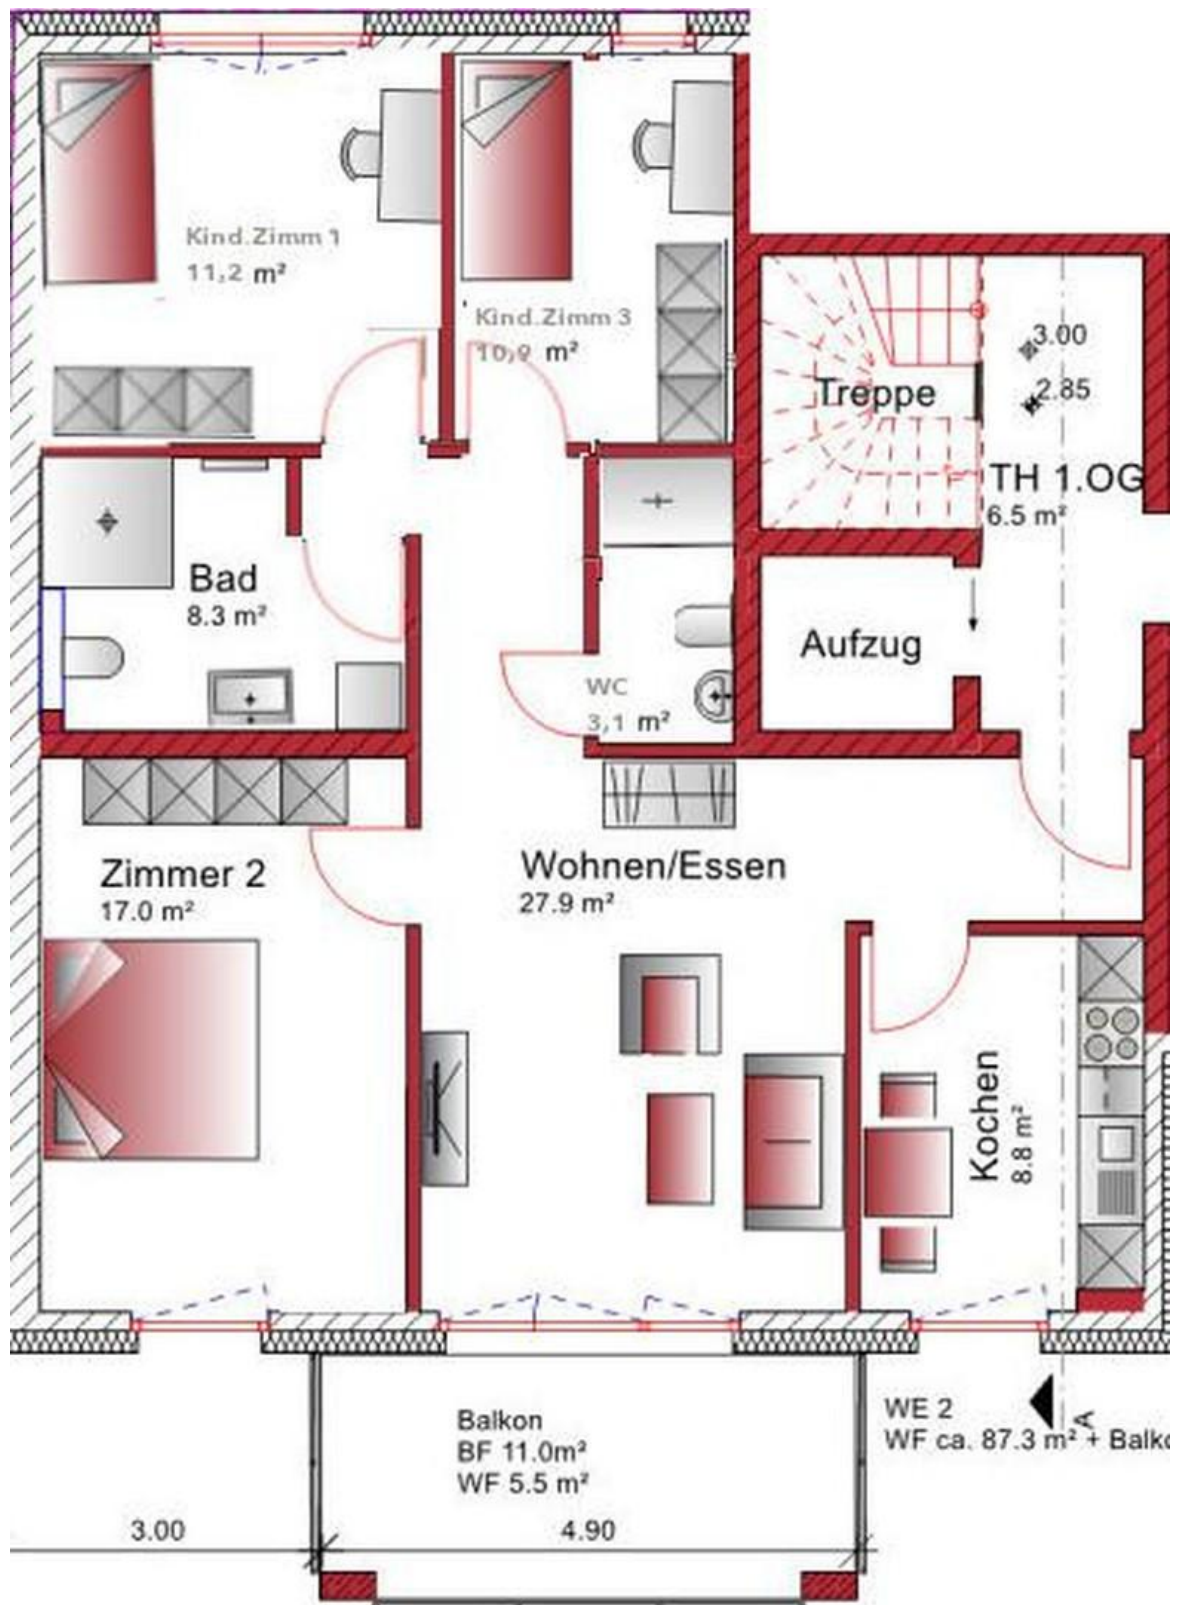 Kind.Zimm 1
11,2 m²
Kind.Zimm 3
10,9 m²
3.00
2.85
Treppe
TH 1.OG
6.5 m²
Bad
8.3 m²
Aufzug
WC
3,1 m²
Zimmer 2
17.0 m²
Wohnen/Essen
27.9 m²
Kochen
8.8 m²
Balkon
BF 11.0m²
WF 5.5 m²
WE 2
WF ca. 87.3 m² + Balko
A
3.00
4.90